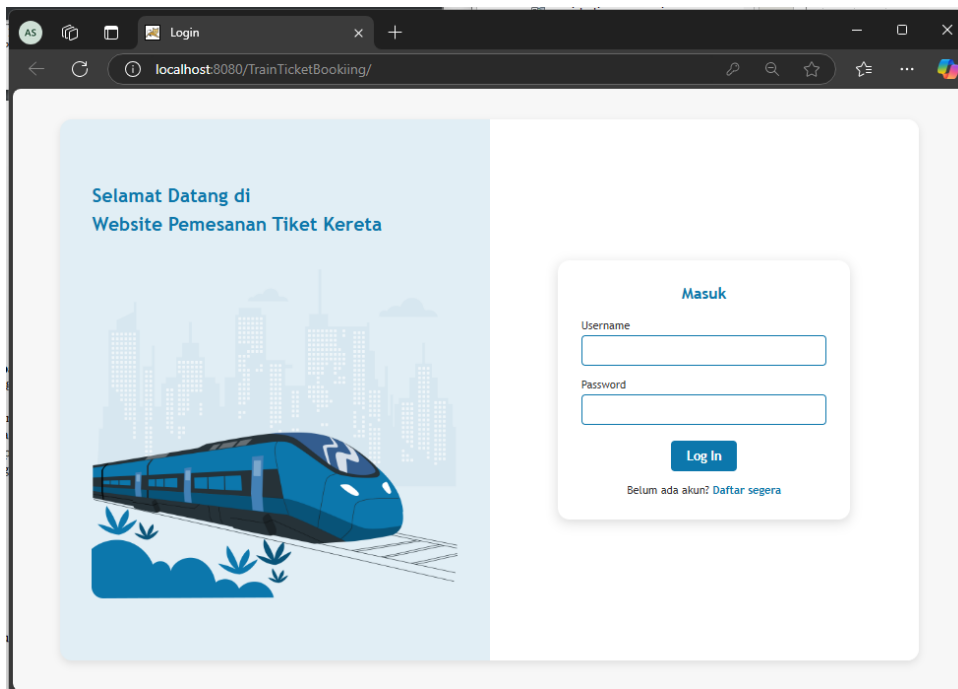 AS
Login
localhost:8080/TrainTicketBookiing/
Selamat Datang di
Website Pemesanan Tiket Kereta
Masuk
Username
Password
Log In
Belum ada akun? Daftar segera